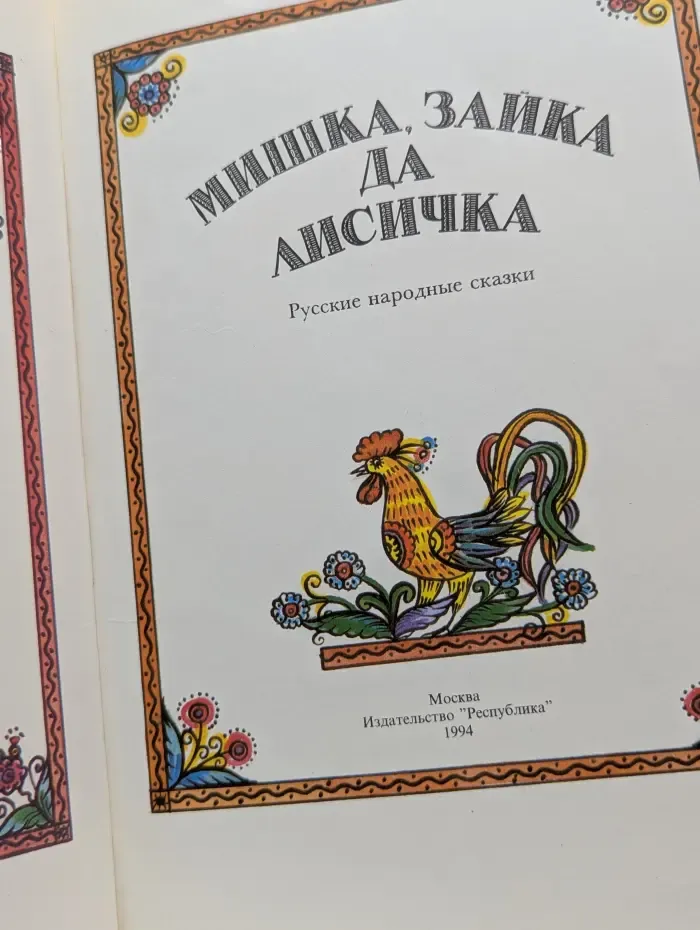 МИШКА, ЗАЙКА
ДА
ЛИСИЧКА
Русские народные сказки
Москва
Издательство "Республика"
1994